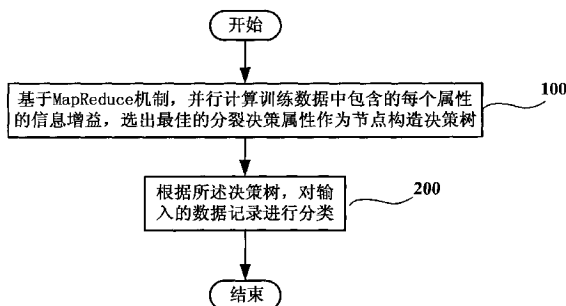 开始
基于MapReduce机制，并行计算训练数据中包含的每个属性
的信息增益，选出最佳的分裂决策属性作为节点构造决策树
100
根据所述决策树，对输
入的数据记录进行分类
200
结束